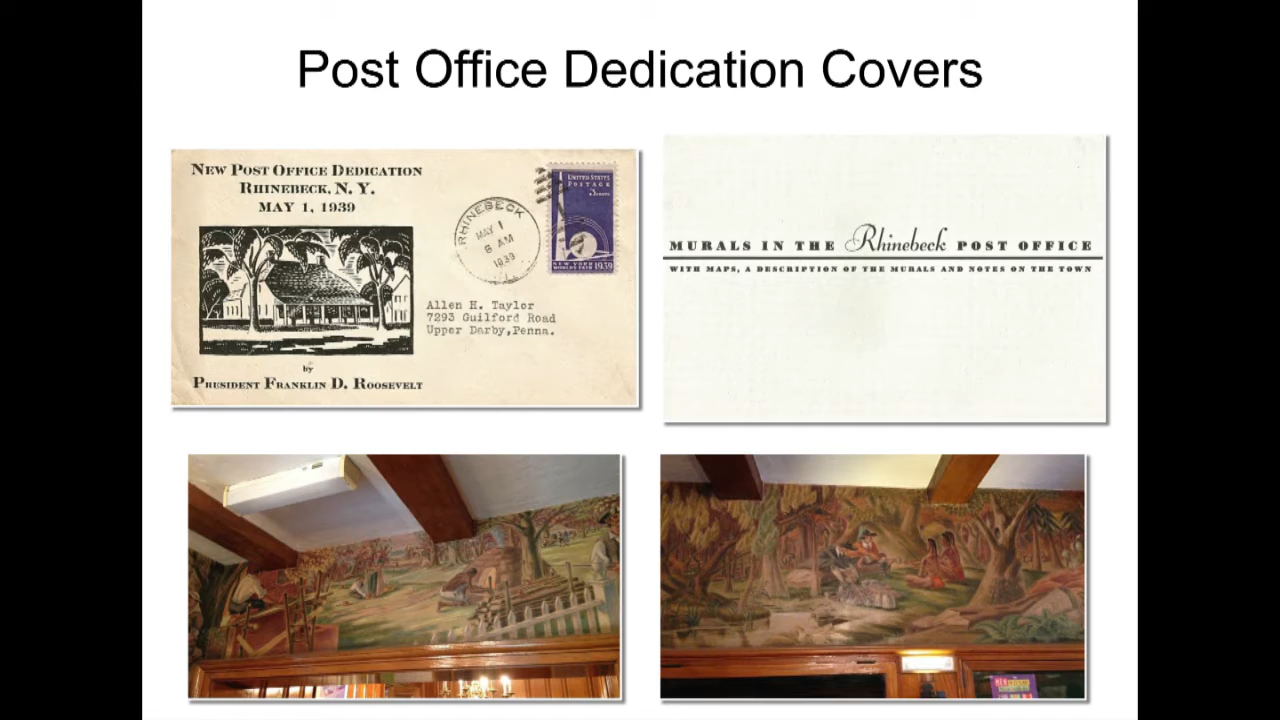 Post Office Dedication Covers
NEW POST OFFICE DEDICATION
RHINEBECK, N. Y.
MAY 1, 1939
by
PRESIDENT FRANKLIN D. ROOSEVELT
RHINEBECK
MAY 1
8 AM
1939
UNITED STATES
POSTAGE
3 CENTS
NEW YORK
WORLD'S FAIR 1939
Allen H. Taylor
7293 Guilford Road
Upper Darby,Penna.
MURALS IN THE Rhinebeck POST OFFICE
WITH MAPS, A DESCRIPTION OF THE MURALS AND NOTES ON THE TOWN